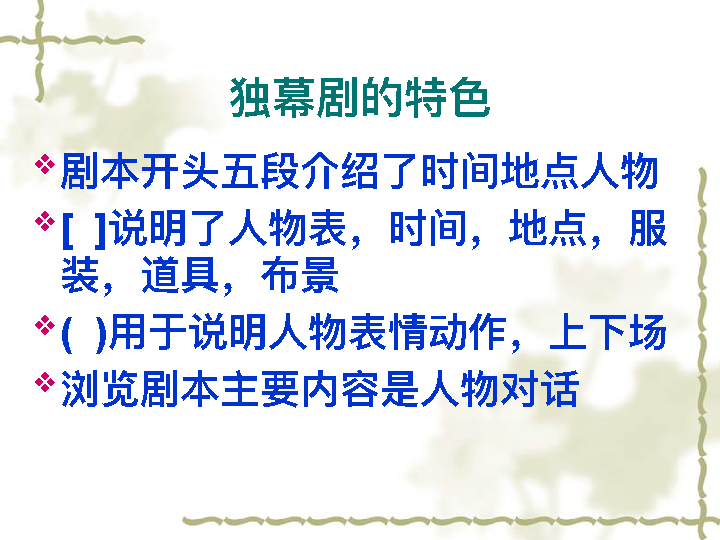 独幕剧的特色
剧本开头五段介绍了时间地点人物
[  ]说明了人物表，时间，地点，服
装，道具，布景
(  )用于说明人物表情动作，上下场
浏览剧本主要内容是人物对话